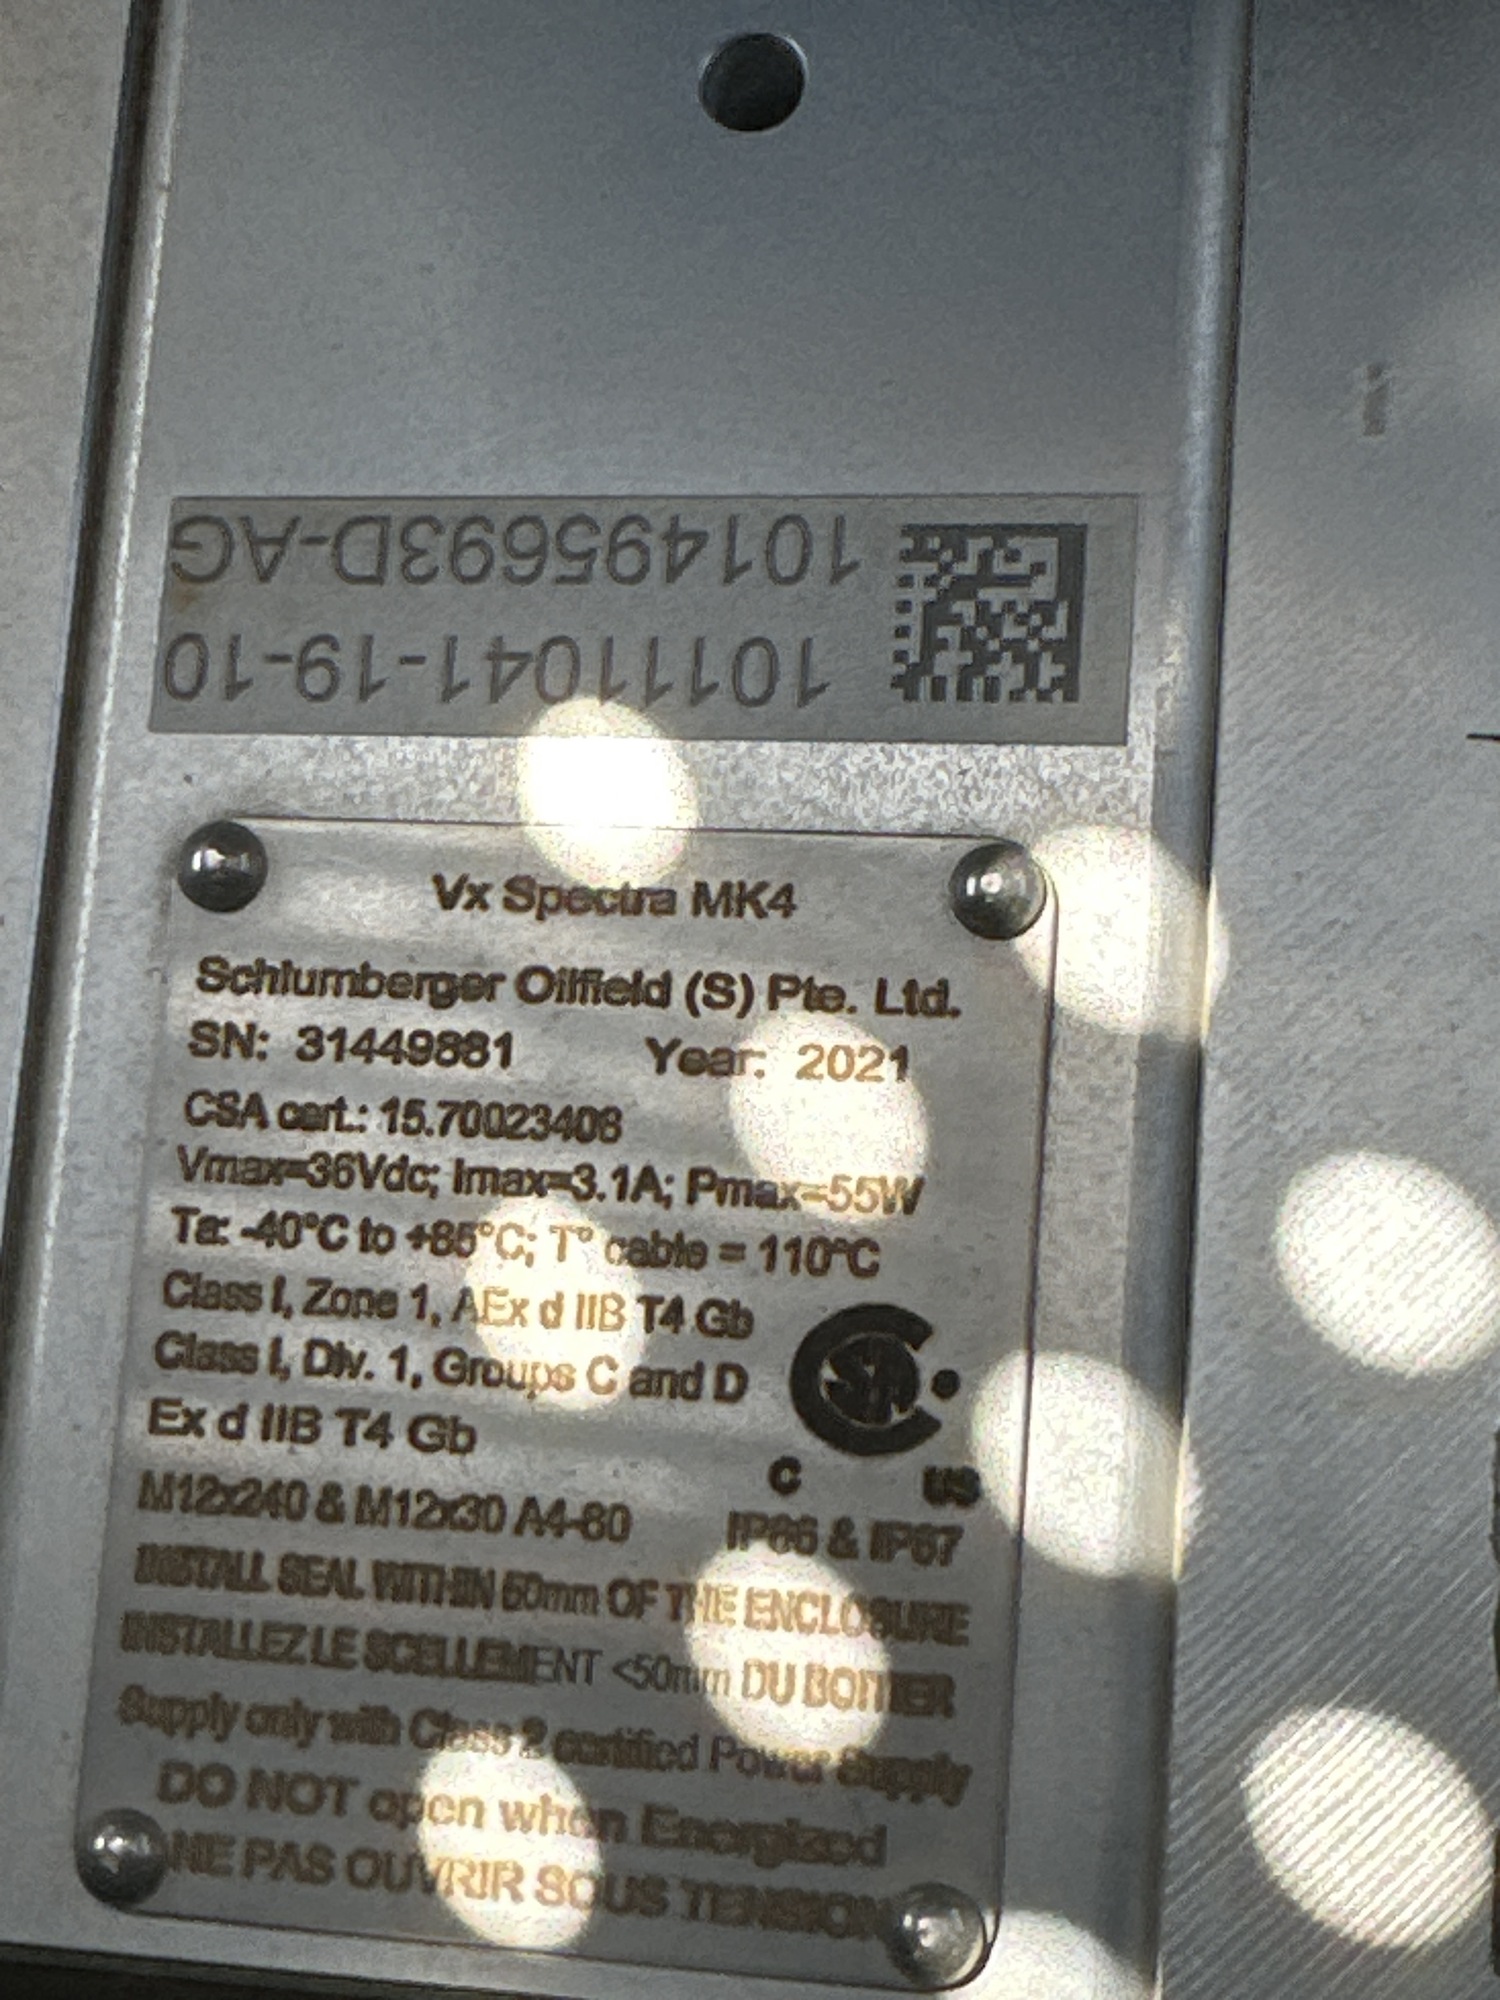 101495693D-AG
10111041-19-10
Vx Spectra MK4
Schlumberger Oilfield (S) Pte. Ltd.
SN: 31449881 Year: 2021
CSA cert.: 15.70023406
Vmax=36Vdc; Imax=3.1A; Pmax=55W
Ta: -40°C to +85°C; T° cable = 110°C
Class I, Zone 1, AEx d IIB T4 Gb
Class I, Div. 1, Groups C and D
Ex d IIB T4 Gb
C US
M12x240 & M12x30 A4-80 IP66 & IP67
INSTALL SEAL WITHIN 50mm OF THE ENCLOSURE
INSTALLEZ LE SCELLEMENT <50mm DU BOITIER
Supply only with Class 2 certified Power Supply
DO NOT open when Energized
NE PAS OUVRIR SOUS TENSION